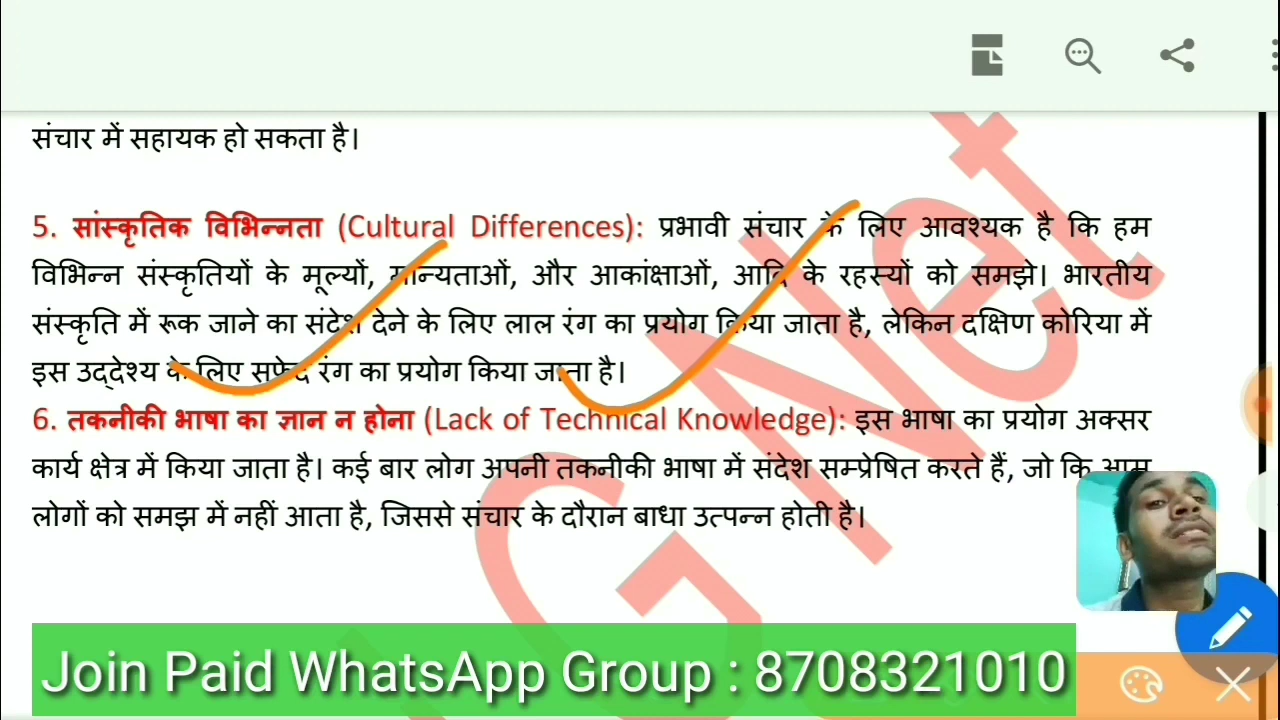 संचार में सहायक हो सकता है।
5. सांस्कृतिक विभिन्नता (Cultural Differences): प्रभावी संचार के लिए आवश्यक है कि हम
विभिन्न संस्कृतियों के मूल्यों, मान्यताओं, और आकांक्षाओं, आदि के रहस्यों को समझे। भारतीय
संस्कृति में रूक जाने का संदेश देने के लिए लाल रंग का प्रयोग किया जाता है, लेकिन दक्षिण कोरिया में
इस उद्देश्य के लिए सफेद रंग का प्रयोग किया जाता है।
6. तकनीकी भाषा का ज्ञान न होना (Lack of Technical Knowledge): इस भाषा का प्रयोग अक्सर
कार्य क्षेत्र में किया जाता है। कई बार लोग अपनी तकनीकी भाषा में संदेश सम्प्रेषित करते हैं, जो कि आम
लोगों को समझ में नहीं आता है, जिससे संचार के दौरान बाधा उत्पन्न होती है।
G Net
Join Paid WhatsApp Group : 8708321010